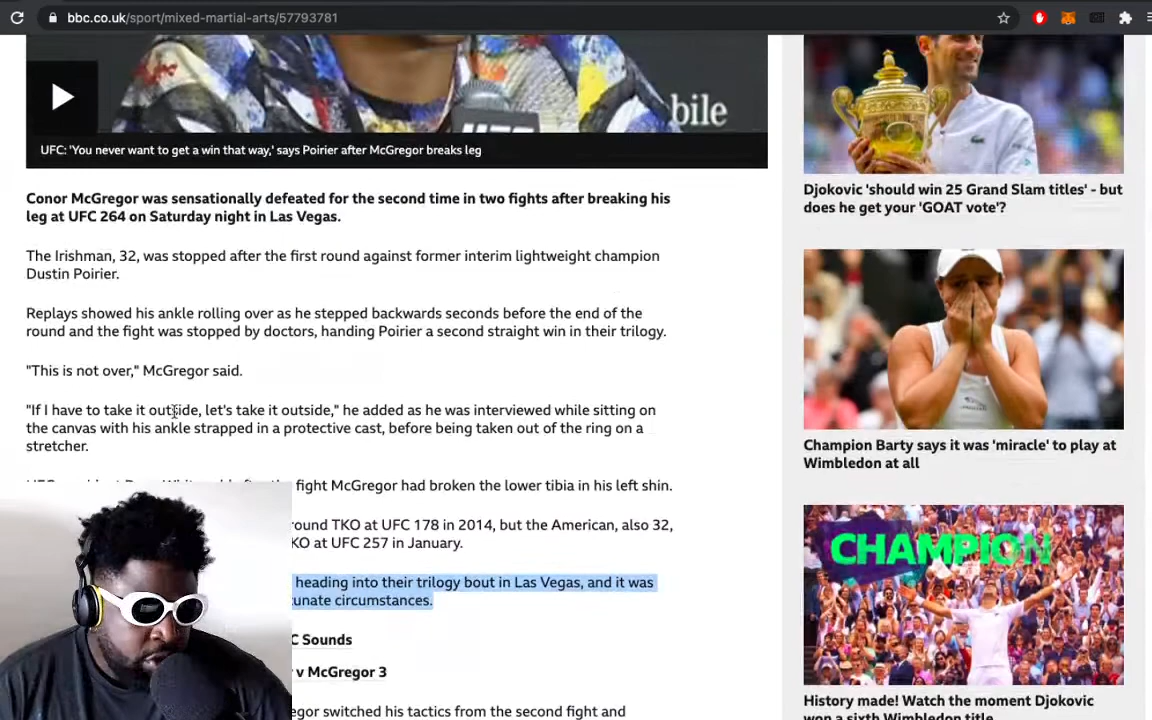 bbc.co.uk/sport/mixed-martial-arts/57793781
bile
UFC
UFC: 'You never want to get a win that way,' says Poirier after McGregor breaks leg
Conor McGregor was sensationally defeated for the second time in two fights after breaking his
leg at UFC 264 on Saturday night in Las Vegas.
The Irishman, 32, was stopped after the first round against former interim lightweight champion
Dustin Poirier.
Replays showed his ankle rolling over as he stepped backwards seconds before the end of the
round and the fight was stopped by doctors, handing Poirier a second straight win in their trilogy.
"This is not over," McGregor said.
"If I have to take it outside, let's take it outside," he added as he was interviewed while sitting on
the canvas with his ankle strapped in a protective cast, before being taken out of the ring on a
stretcher.
fight McGregor had broken the lower tibia in his left shin.
round TKO at UFC 178 in 2014, but the American, also 32,
KO at UFC 257 in January.
heading into their trilogy bout in Las Vegas, and it was
circumstances.
Sounds
v McGregor 3
switched his tactics from the second fight and
Djokovic 'should win 25 Grand Slam titles' - but
does he get your 'GOAT vote'?
Champion Barty says it was 'miracle' to play at
Wimbledon at all
CHAMPION
History made! Watch the moment Djokovic
won a sixth Wimbledon title